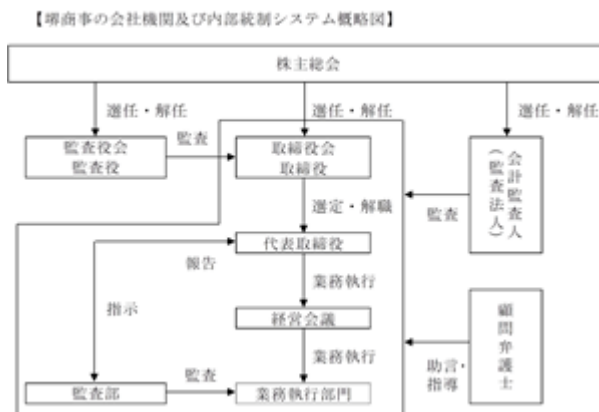 【堺商事の会社機関及び内部統制システム概略図】
株主総会
選任・解任
選任・解任
選任・解任
監査役会
監査役
監査
取締役会
取締役
会計監査人
(監査法人)
監査
選定・解職
代表取締役
報告
業務執行
指示
経営会議
業務執行
顧問弁護士
助言・
指導
監査部
監査
業務執行部門